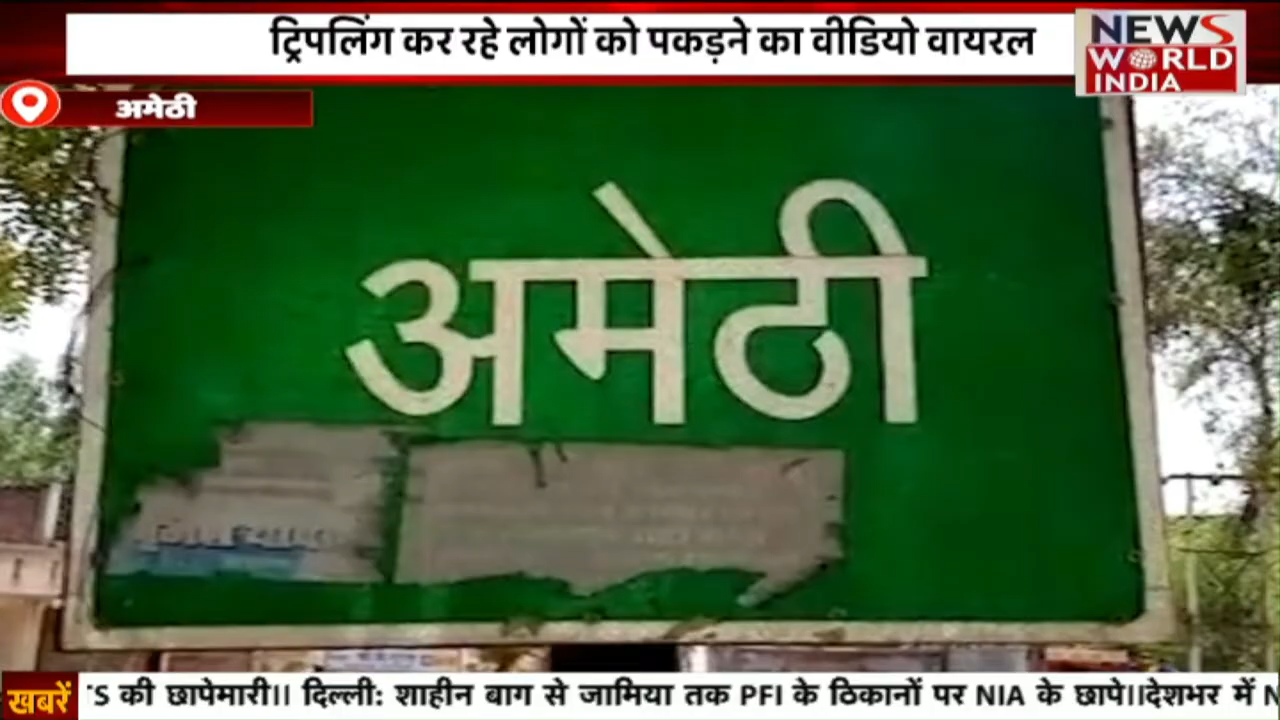 ट्रिपलिंग कर रहे लोगों को पकड़ने का वीडियो वायरल
NEWS
WORLD
INDIA
अमेठी
अमेठी
खबरें
'S की छापेमारी।। दिल्ली: शाहीन बाग से जामिया तक PFI के ठिकानों पर NIA के छापे।।देशभर में